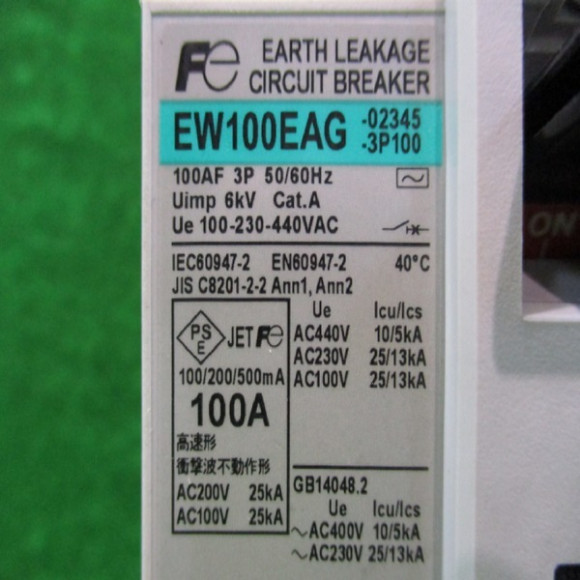 Fe EARTH LEAKAGE
CIRCUIT BREAKER
EW100EAG -02345
-3P100
100AF 3P 50/60Hz
Uimp 6kV Cat.A
Ue 100-230-440VAC
IEC60947-2 EN60947-2 40°C
JIS C8201-2-2 Ann1, Ann2
PS
E
JET Fe
100/200/500mA
100A
高速形
衝撃波不動作形
AC200V 25kA
AC100V 25kA
Ue Icu/Ics
AC440V 10/5kA
AC230V 25/13kA
AC100V 25/13kA
GB14048.2
Ue Icu/Ics
~AC400V 10/5kA
~AC230V 25/13kA
ON